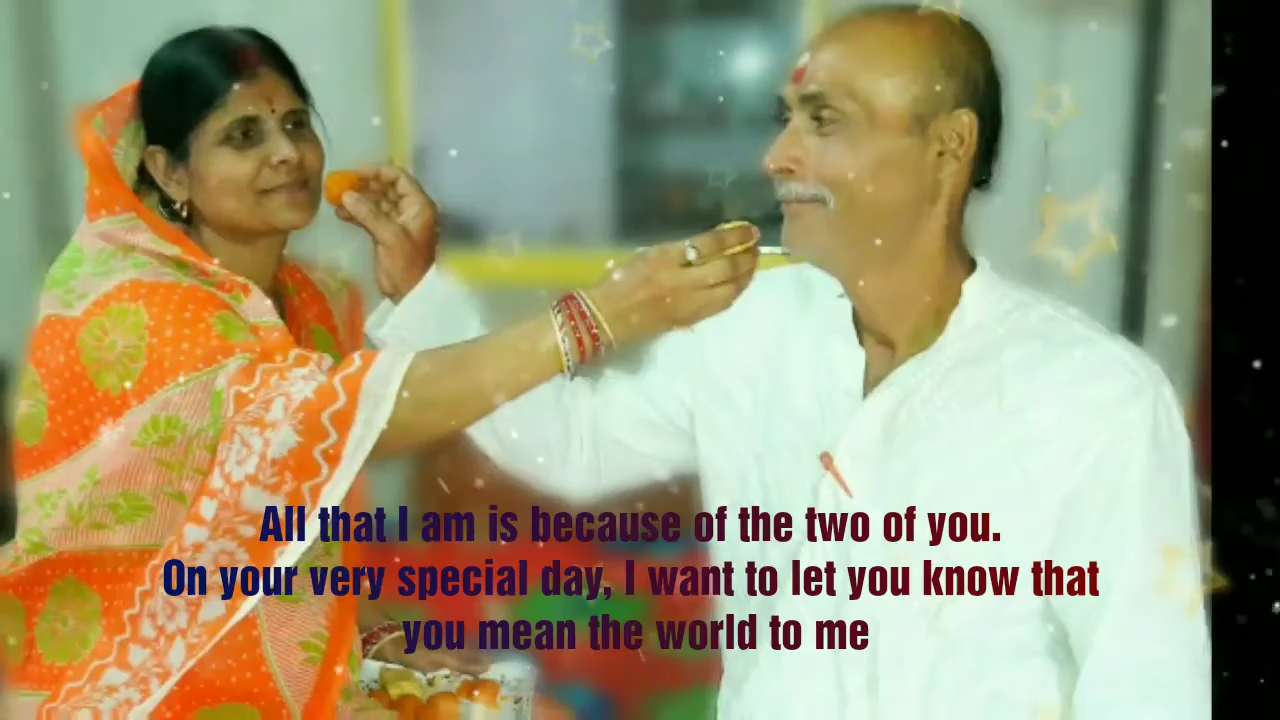 All that I am is because of the two of you.
On your very special day, I want to let you know that
you mean the world to me